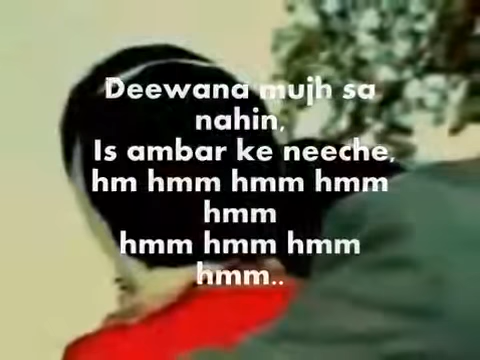 Deewana mujh sa
nahin,
Is ambar ke neeche,
hm hmm hmm hmm
hmm
hmm hmm hmm
hmm..